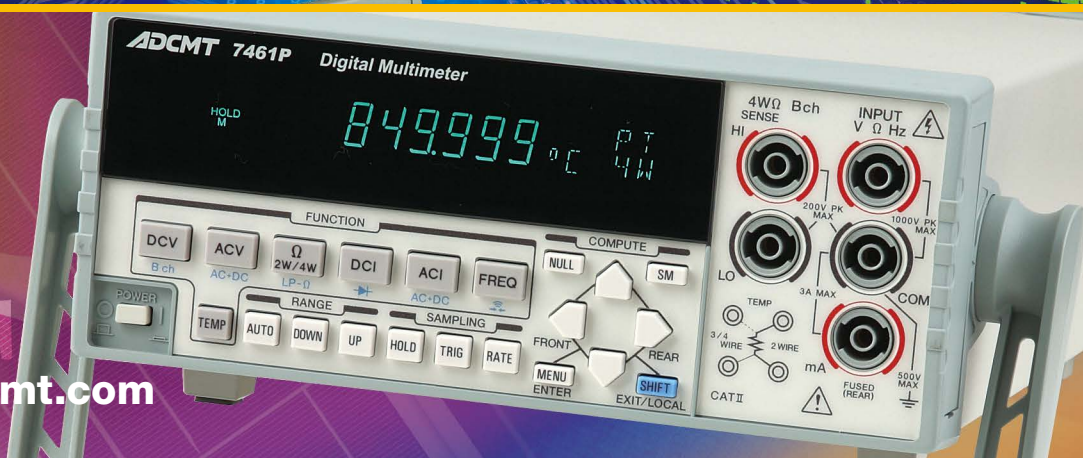 ADCMT 7461P Digital Multimeter
HOLD
M
849.999 °C PT
4W
FUNCTION
DCV ACV Ω 2W/4W DCI ACI FREQ
Bch AC+DC LP-Ω AC+DC
POWER
TEMP
RANGE
AUTO DOWN UP
SAMPLING
HOLD TRIG RATE
COMPUTE
NULL SM
FRONT REAR
MENU SHIFT
ENTER EXIT/LOCAL
4WΩ Bch
SENSE
HI
INPUT
V Ω Hz
200V PK
MAX
1000V PK
MAX
LO
3A MAX
COM
TEMP
3/4
WIRE
2WIRE
mA
FUSED
(REAR)
500V
MAX
CAT II
mt.com